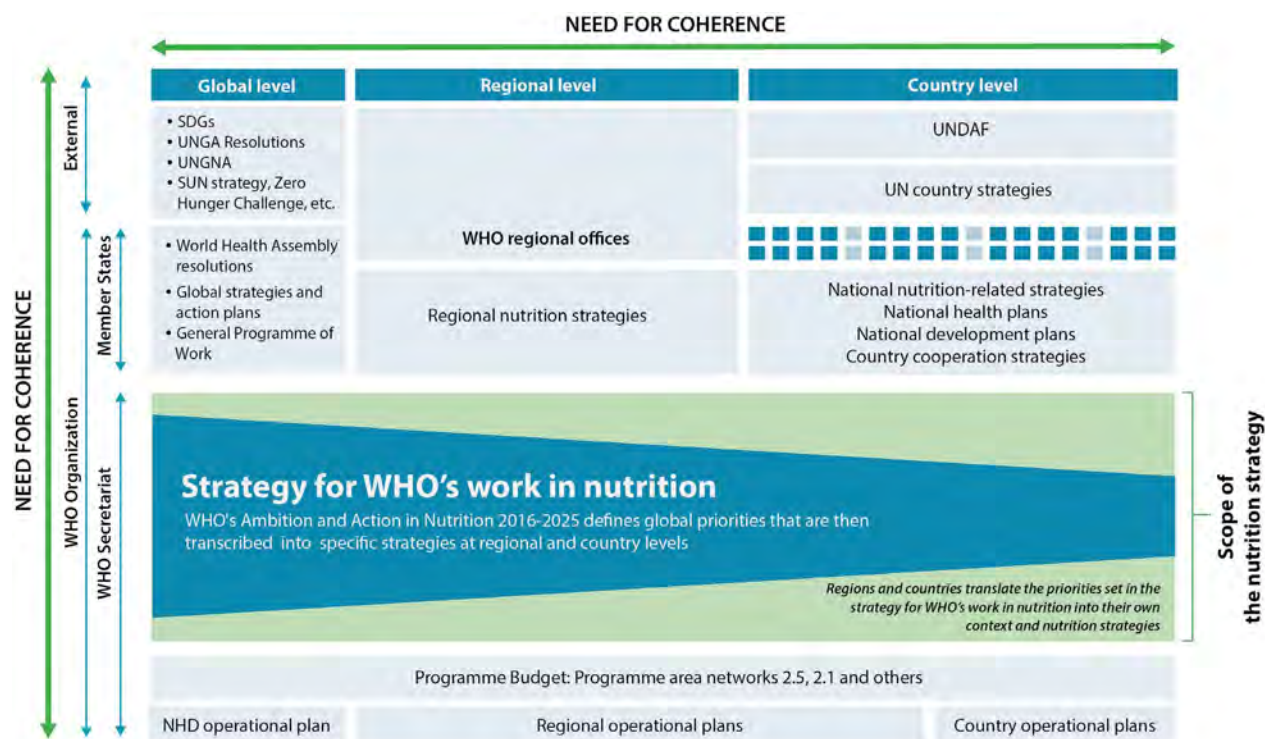 NEED FOR COHERENCE
Global level
Regional level
Country level
NEED FOR COHERENCE
External
Member States
WHO Organization
WHO Secretariat
• SDGs
• UNGA Resolutions
• UNGNA
• SUN strategy, Zero
Hunger Challenge, etc.
UNDAF
UN country strategies
WHO regional offices
• World Health Assembly
resolutions
• Global strategies and
action plans
• General Programme of
Work
Regional nutrition strategies
National nutrition-related strategies
National health plans
National development plans
Country cooperation strategies
Strategy for WHO's work in nutrition
WHO's Ambition and Action in Nutrition 2016-2025 defines global priorities that are then
transcribed into specific strategies at regional and country levels
Regions and countries translate the priorities set in the
strategy for WHO's work in nutrition into their own
context and nutrition strategies
Scope of
the nutrition strategy
Programme Budget: Programme area networks 2.5, 2.1 and others
NHD operational plan
Regional operational plans
Country operational plans